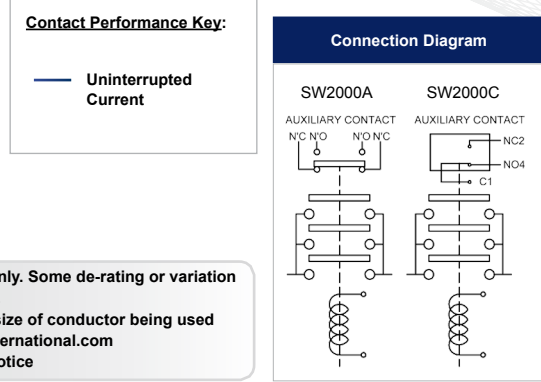 Contact Performance Key:
Uninterrupted
Current
nly. Some de-rating or variation
size of conductor being used
ernational.com
otice
Connection Diagram
SW2000A
AUXILIARY CONTACT
N'C N'O N'O N'C
SW2000C
AUXILIARY CONTACT
NC2
NO4
C1